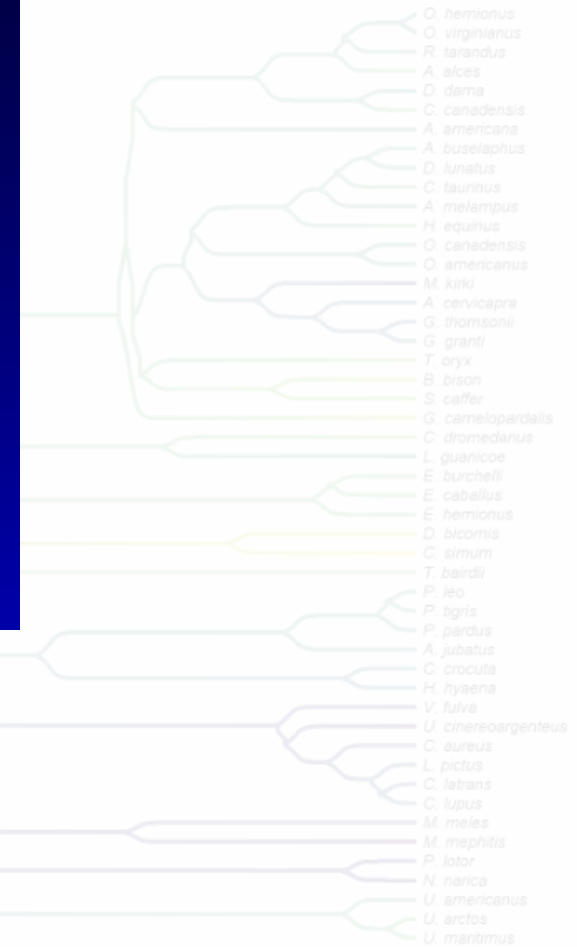 O. hemionus
O. virginianus
R. tarandus
A. alces
D. dama
C. canadensis
A. americana
A. buselaphus
D. lunatus
C. taurinus
A. melampus
H. equinus
O. canadensis
O. americanus
M. kirki
A. cervicapra
G. thomsonii
G. granti
T. oryx
B. bison
S. caffer
G. camelopardalis
C. dromedarius
L. guanicoe
E. burchelli
E. caballus
E. hemionus
D. bicornis
C. simum
T. bairdii
P. leo
P. tigris
P. pardus
A. jubatus
C. crocuta
H. hyaena
V. fulva
U. cinereoargenteus
C. aureus
L. pictus
C. latrans
C. lupus
M. meles
M. mephitis
P. lotor
N. narica
U. americanus
U. arctos
U. maritimus